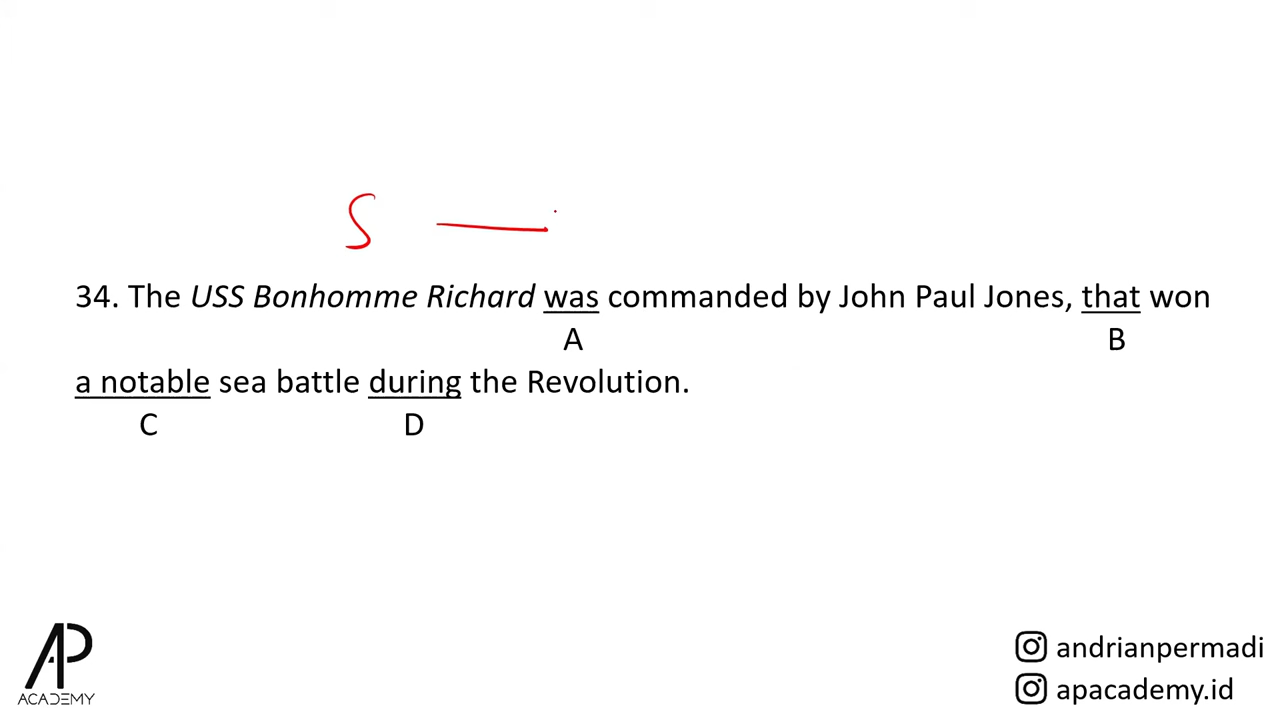 S
34. The USS Bonhomme Richard was commanded by John Paul Jones, that won
A
B
a notable sea battle during the Revolution.
C
D
AP
ACADEMY
andrianpermadi
apacademy.id